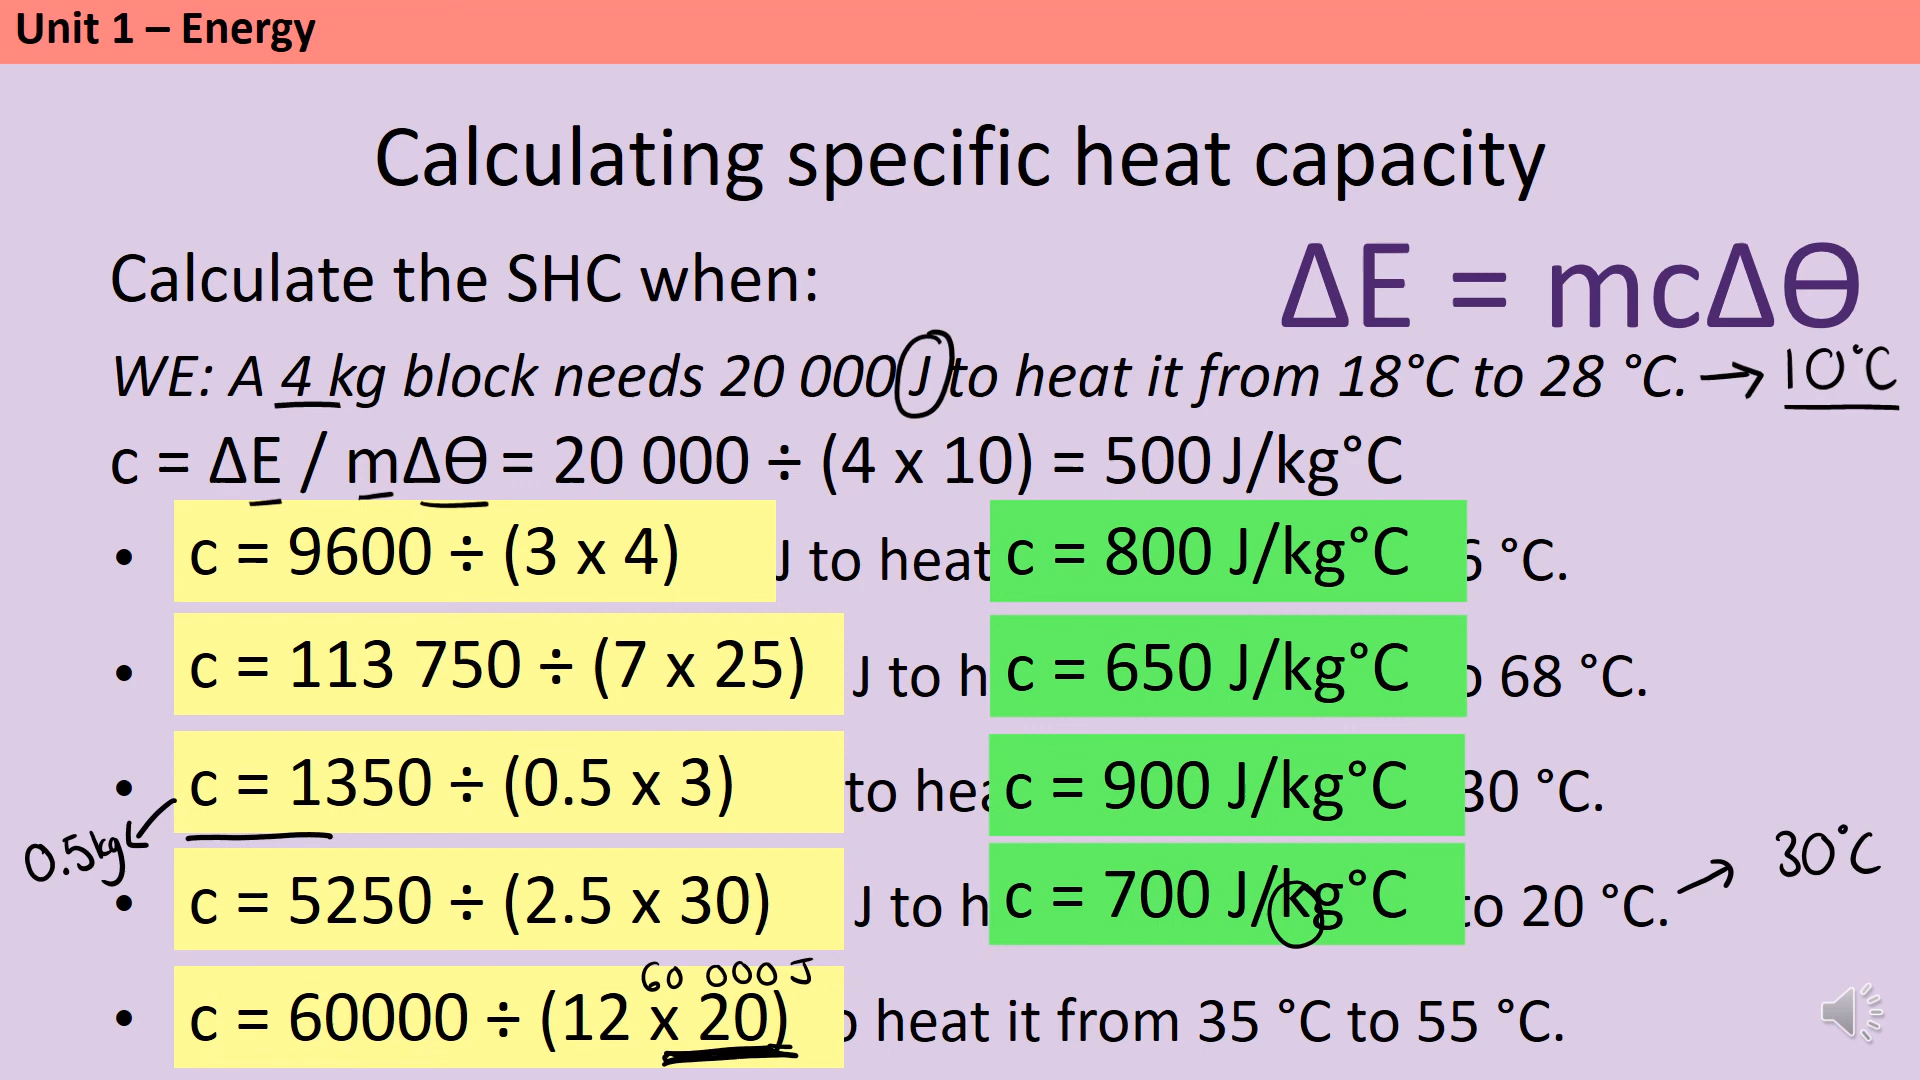 Unit 1 – Energy
Calculating specific heat capacity
Calculate the SHC when:
ΔE = mcΔϴ
WE: A 4 kg block needs 20 000 J to heat it from 18°C to 28 °C. → 10°C
c = ΔE / mΔϴ = 20 000 ÷ (4 x 10) = 500 J/kg°C
• c = 9600 ÷ (3 x 4) J to heat c = 800 J/kg°C 6 °C.
• c = 113 750 ÷ (7 x 25) J to h c = 650 J/kg°C o 68 °C.
• c = 1350 ÷ (0.5 x 3) to hea c = 900 J/kg°C 30 °C.
0.5kg
30°C
• c = 5250 ÷ (2.5 x 30) J to h c = 700 J/kg°C to 20 °C. →
60 000 J
• c = 60000 ÷ (12 x 20) o heat it from 35 °C to 55 °C.